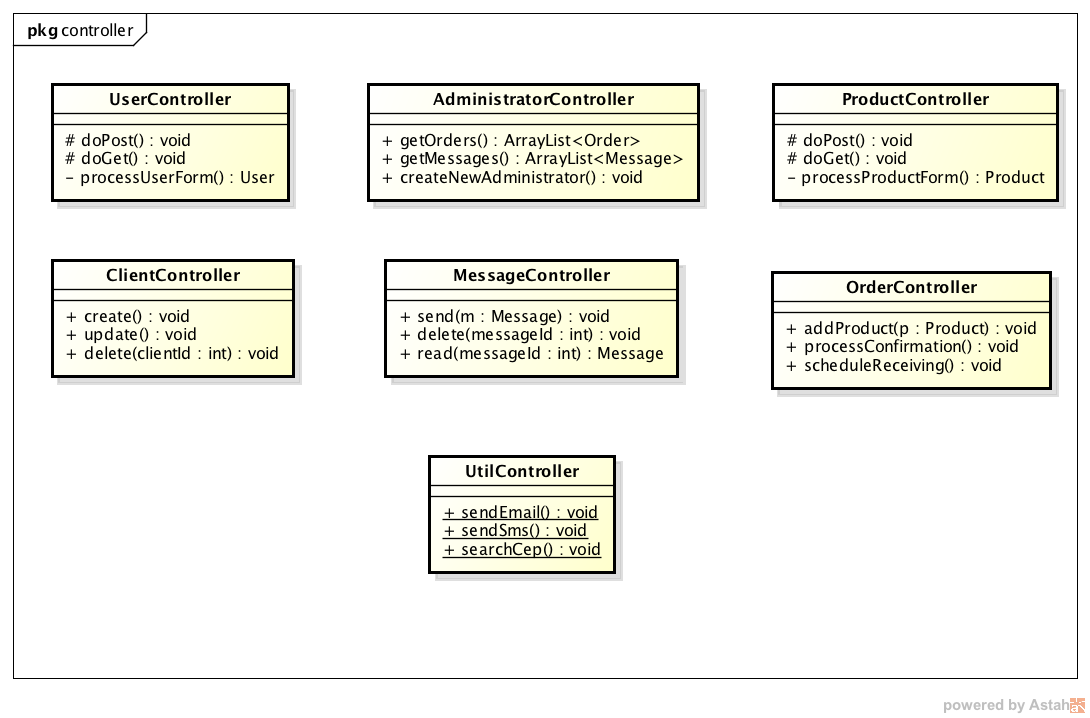 pkg controller
UserController
# doPost() : void
# doGet() : void
- processUserForm() : User
AdministratorController
+ getOrders() : ArrayList<Order>
+ getMessages() : ArrayList<Message>
+ createNewAdministrator() : void
ProductController
# doPost() : void
# doGet() : void
- processProductForm() : Product
ClientController
+ create() : void
+ update() : void
+ delete(clientId : int) : void
MessageController
+ send(m : Message) : void
+ delete(messageId : int) : void
+ read(messageId : int) : Message
OrderController
+ addProduct(p : Product) : void
+ processConfirmation() : void
+ scheduleReceiving() : void
UtilController
+ sendEmail() : void
+ sendSms() : void
+ searchCep() : void
powered by Astah